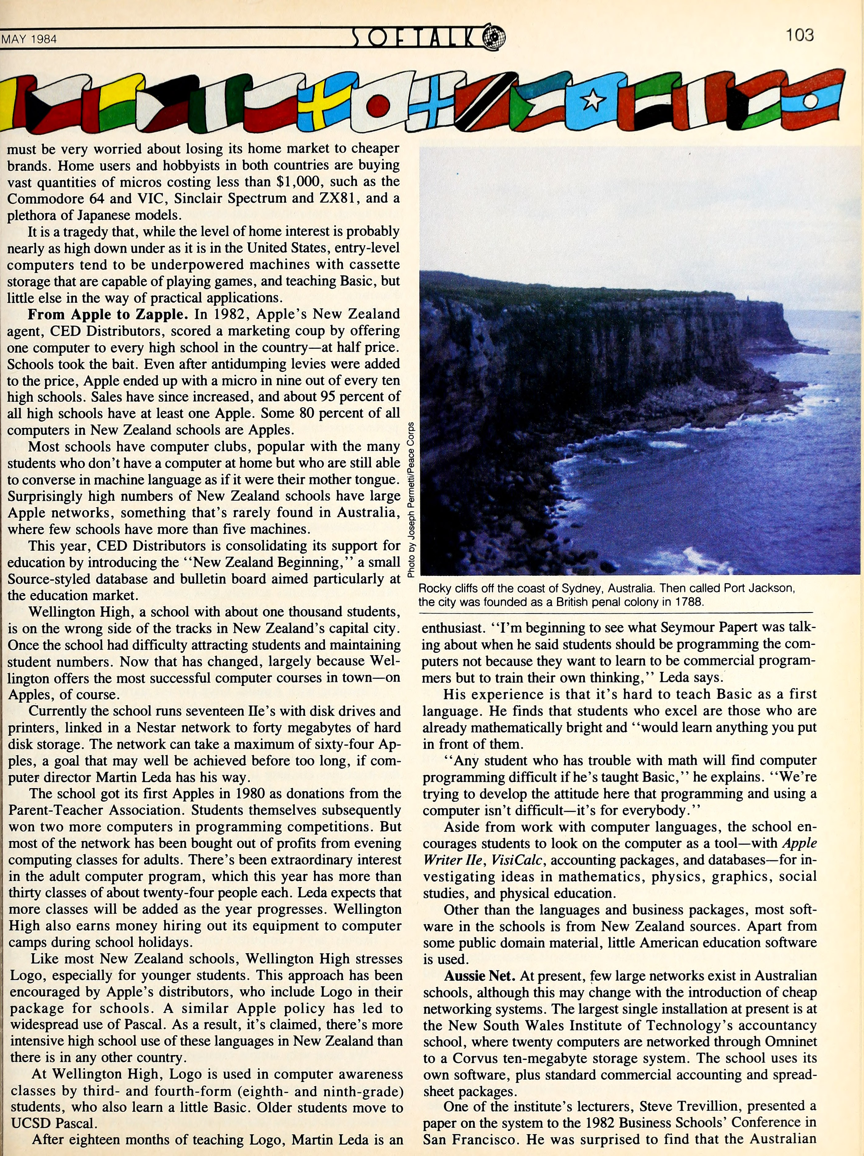 MAY 1984
SOFTALK
103
must be very worried about losing its home market to cheaper
brands. Home users and hobbyists in both countries are buying
vast quantities of micros costing less than $1,000, such as the
Commodore 64 and VIC, Sinclair Spectrum and ZX81, and a
plethora of Japanese models.
It is a tragedy that, while the level of home interest is probably
nearly as high down under as it is in the United States, entry-level
computers tend to be underpowered machines with cassette
storage that are capable of playing games, and teaching Basic, but
little else in the way of practical applications.
From Apple to Zapple. In 1982, Apple's New Zealand
agent, CED Distributors, scored a marketing coup by offering
one computer to every high school in the country—at half price.
Schools took the bait. Even after antidumping levies were added
to the price, Apple ended up with a micro in nine out of every ten
high schools. Sales have since increased, and about 95 percent of
all high schools have at least one Apple. Some 80 percent of all
computers in New Zealand schools are Apples.
Most schools have computer clubs, popular with the many
students who don't have a computer at home but who are still able
to converse in machine language as if it were their mother tongue.
Surprisingly high numbers of New Zealand schools have large
Apple networks, something that's rarely found in Australia,
where few schools have more than five machines.
This year, CED Distributors is consolidating its support for
education by introducing the "New Zealand Beginning," a small
Source-styled database and bulletin board aimed particularly at
the education market.
Wellington High, a school with about one thousand students,
is on the wrong side of the tracks in New Zealand's capital city.
Once the school had difficulty attracting students and maintaining
student numbers. Now that has changed, largely because Wel-
lington offers the most successful computer courses in town—on
Apples, of course.
Currently the school runs seventeen IIe's with disk drives and
printers, linked in a Nestar network to forty megabytes of hard
disk storage. The network can take a maximum of sixty-four Ap-
ples, a goal that may well be achieved before too long, if com-
puter director Martin Leda has his way.
The school got its first Apples in 1980 as donations from the
Parent-Teacher Association. Students themselves subsequently
won two more computers in programming competitions. But
most of the network has been bought out of profits from evening
computing classes for adults. There's been extraordinary interest
in the adult computer program, which this year has more than
thirty classes of about twenty-four people each. Leda expects that
more classes will be added as the year progresses. Wellington
High also earns money hiring out its equipment to computer
camps during school holidays.
Like most New Zealand schools, Wellington High stresses
Logo, especially for younger students. This approach has been
encouraged by Apple's distributors, who include Logo in their
package for schools. A similar Apple policy has led to
widespread use of Pascal. As a result, it's claimed, there's more
intensive high school use of these languages in New Zealand than
there is in any other country.
At Wellington High, Logo is used in computer awareness
classes by third- and fourth-form (eighth- and ninth-grade)
students, who also learn a little Basic. Older students move to
UCSD Pascal.
After eighteen months of teaching Logo, Martin Leda is an
Photo by Joseph Permetti/Peace Corps
Rocky cliffs off the coast of Sydney, Australia. Then called Port Jackson,
the city was founded as a British penal colony in 1788.
enthusiast. "I'm beginning to see what Seymour Papert was talk-
ing about when he said students should be programming the com-
puters not because they want to learn to be commercial program-
mers but to train their own thinking," Leda says.
His experience is that it's hard to teach Basic as a first
language. He finds that students who excel are those who are
already mathematically bright and "would learn anything you put
in front of them.
"Any student who has trouble with math will find computer
programming difficult if he's taught Basic," he explains. "We're
trying to develop the attitude here that programming and using a
computer isn't difficult—it's for everybody."
Aside from work with computer languages, the school en-
courages students to look on the computer as a tool—with Apple
Writer IIe, VisiCalc, accounting packages, and databases—for in-
vestigating ideas in mathematics, physics, graphics, social
studies, and physical education.
Other than the languages and business packages, most soft-
ware in the schools is from New Zealand sources. Apart from
some public domain material, little American education software
is used.
Aussie Net. At present, few large networks exist in Australian
schools, although this may change with the introduction of cheap
networking systems. The largest single installation at present is at
the New South Wales Institute of Technology's accountancy
school, where twenty computers are networked through Omninet
to a Corvus ten-megabyte storage system. The school uses its
own software, plus standard commercial accounting and spread-
sheet packages.
One of the institute's lecturers, Steve Trevillion, presented a
paper on the system to the 1982 Business Schools' Conference in
San Francisco. He was surprised to find that the Australian